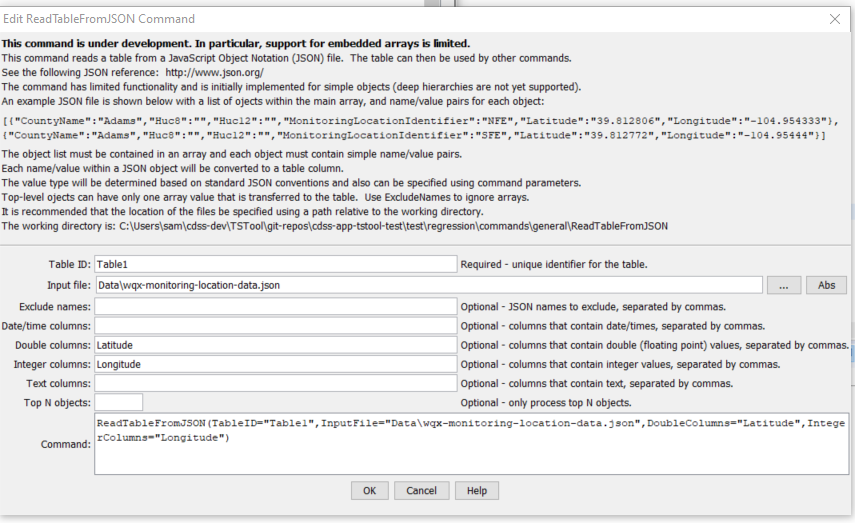 Edit ReadTableFromJSON Command
This command is under development. In particular, support for embedded arrays is limited.
This command reads a table from a JavaScript Object Notation (JSON) file. The table can then be used by other commands.
See the following JSON reference: http://www.json.org/
The command has limited functionality and is initially implemented for simple objects (deep hierarchies are not yet supported).
An example JSON file is shown below with a list of ojects within the main array, and name/value pairs for each object:
[{"CountyName":"Adams","Huc8":"","Huc12":"","MonitoringLocationIdentifier":"NFE","Latitude":"39.812806","Longitude":"-104.954333"},
{"CountyName":"Adams","Huc8":"","Huc12":"","MonitoringLocationIdentifier":"SFE","Latitude":"39.812772","Longitude":"-104.95444"}]
The object list must be contained in an array and each object must contain simple name/value pairs.
Each name/value within a JSON object will be converted to a table column.
The value type will be determined based on standard JSON conventions and also can be specified using command parameters.
Top-level ojects can have only one array value that is transferred to the table. Use ExcludeNames to ignore arrays.
It is recommended that the location of the files be specified using a path relative to the working directory.
The working directory is: C:\Users\sam\cdss-dev\TSTool\git-repos\cdss-app-tstool-test\test\regression\commands\general\ReadTableFromJSON
Table ID: Table1 Required - unique identifier for the table.
Input file: Data\wqx-monitoring-location-data.json ... Abs
Exclude names: Optional - JSON names to exclude, separated by commas.
Date/time columns: Optional - columns that contain date/times, separated by commas.
Double columns: Latitude Optional - columns that contain double (floating point) values, separated by commas.
Integer columns: Longitude Optional - columns that contain integer values, separated by commas.
Text columns: Optional - columns that contain text, separated by commas.
Top N objects: Optional - only process top N objects.
Command: ReadTableFromJSON(TableID="Table1",InputFile="Data\wqx-monitoring-location-data.json",DoubleColumns="Latitude",Intege
rColumns="Longitude")
OK Cancel Help